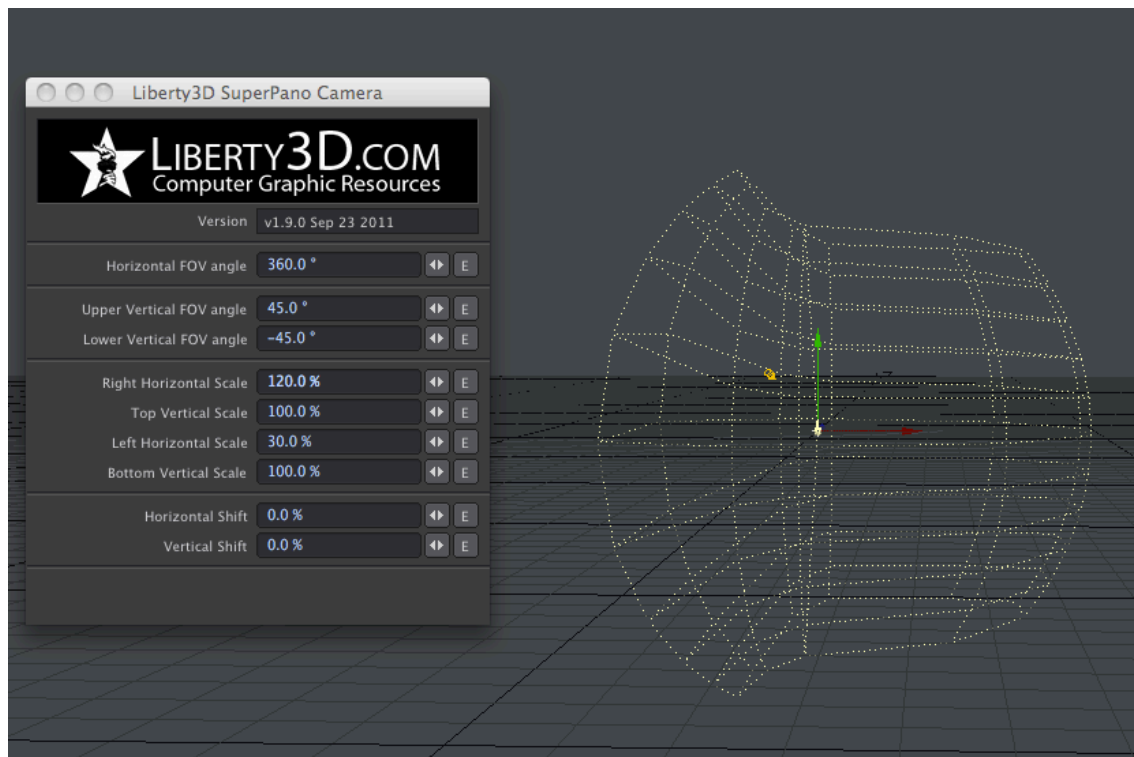 Liberty3D SuperPano Camera
LIBERTY3D.COM
Computer Graphic Resources
Version v1.9.0 Sep 23 2011
Horizontal FOV angle 360.0 ° E
Upper Vertical FOV angle 45.0 ° E
Lower Vertical FOV angle -45.0 ° E
Right Horizontal Scale 120.0 % E
Top Vertical Scale 100.0 % E
Left Horizontal Scale 30.0 % E
Bottom Vertical Scale 100.0 % E
Horizontal Shift 0.0 % E
Vertical Shift 0.0 % E